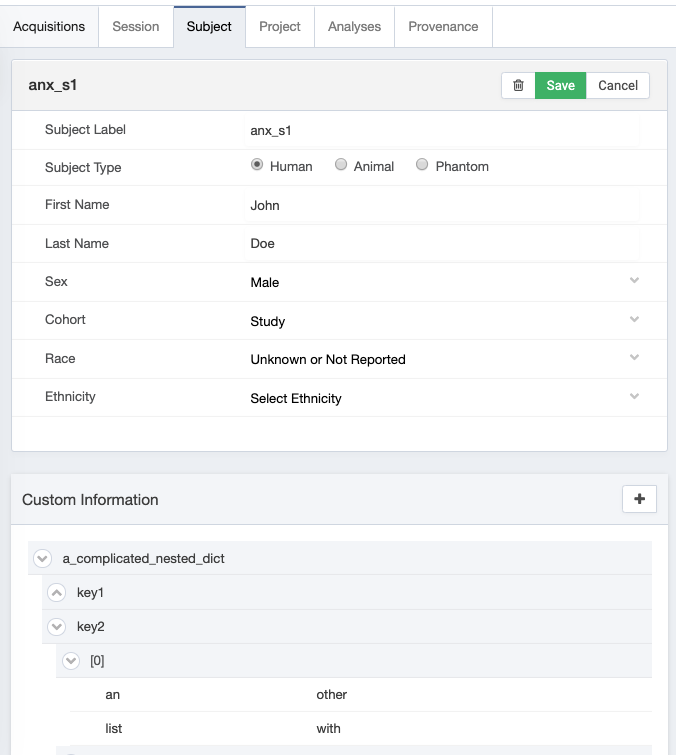 Acquisitions Session Subject Project Analyses Provenance
anx_s1 Save Cancel
Subject Label anx_s1
Subject Type Human Animal Phantom
First Name John
Last Name Doe
Sex Male
Cohort Study
Race Unknown or Not Reported
Ethnicity Select Ethnicity
Custom Information
a_complicated_nested_dict
key1
key2
[0]
an other
list with